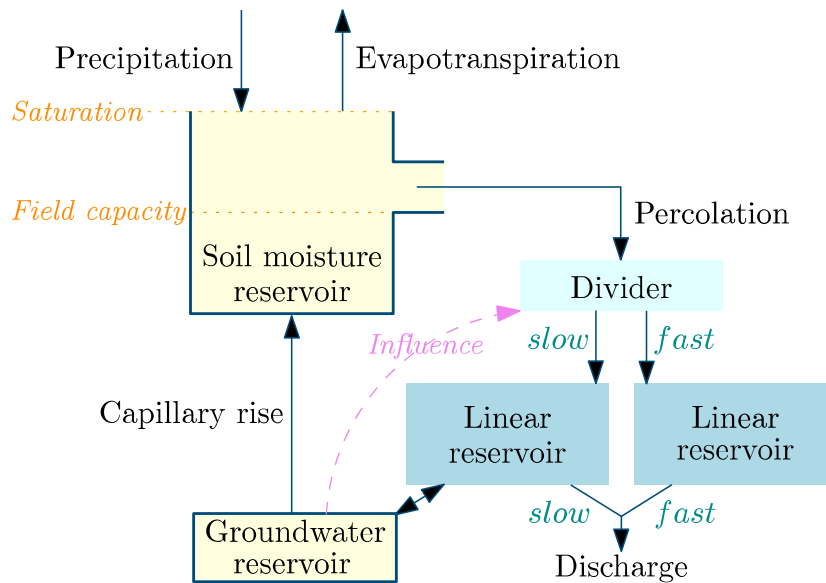 Precipitation
Evapotranspiration
Saturation
Field capacity
Percolation
Soil moisture
reservoir
Divider
Influence
slow
fast
Capillary rise
Linear
reservoir
Linear
reservoir
slow
fast
Groundwater
reservoir
Discharge